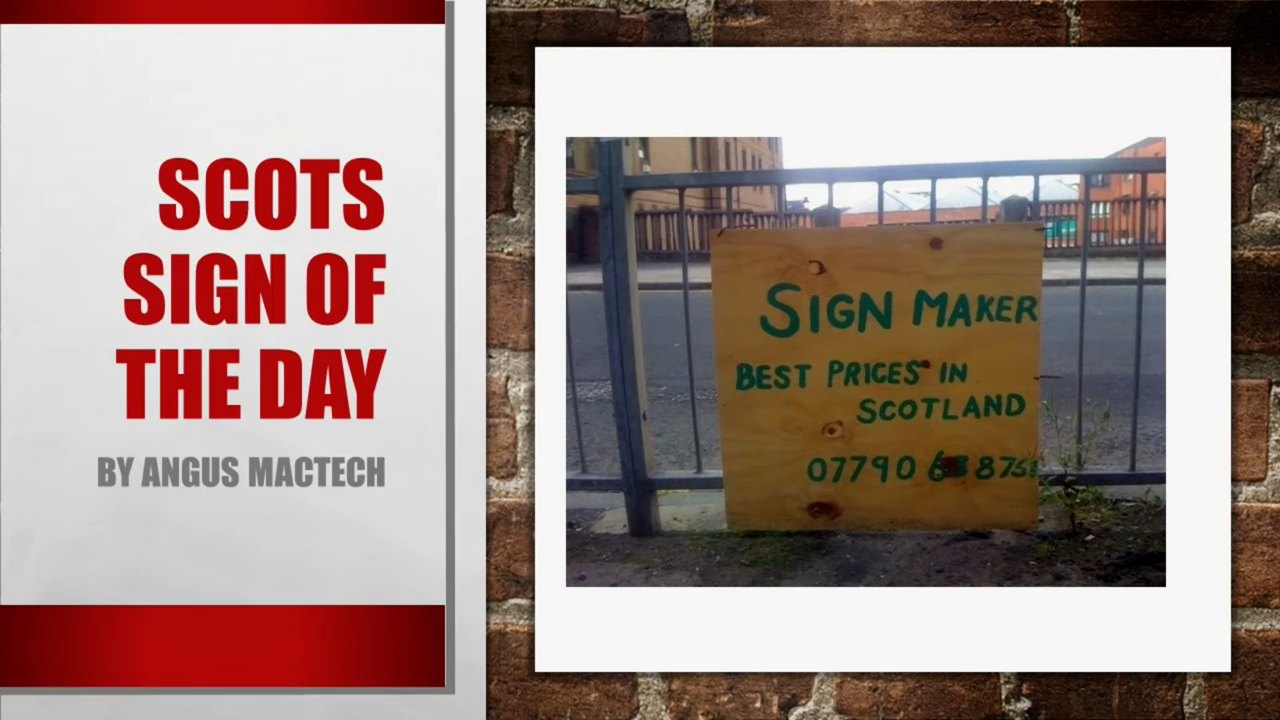 SCOTS
SIGN OF
THE DAY
BY ANGUS MACTECH
SIGN MAKER
BEST PRICES IN
SCOTLAND
07790